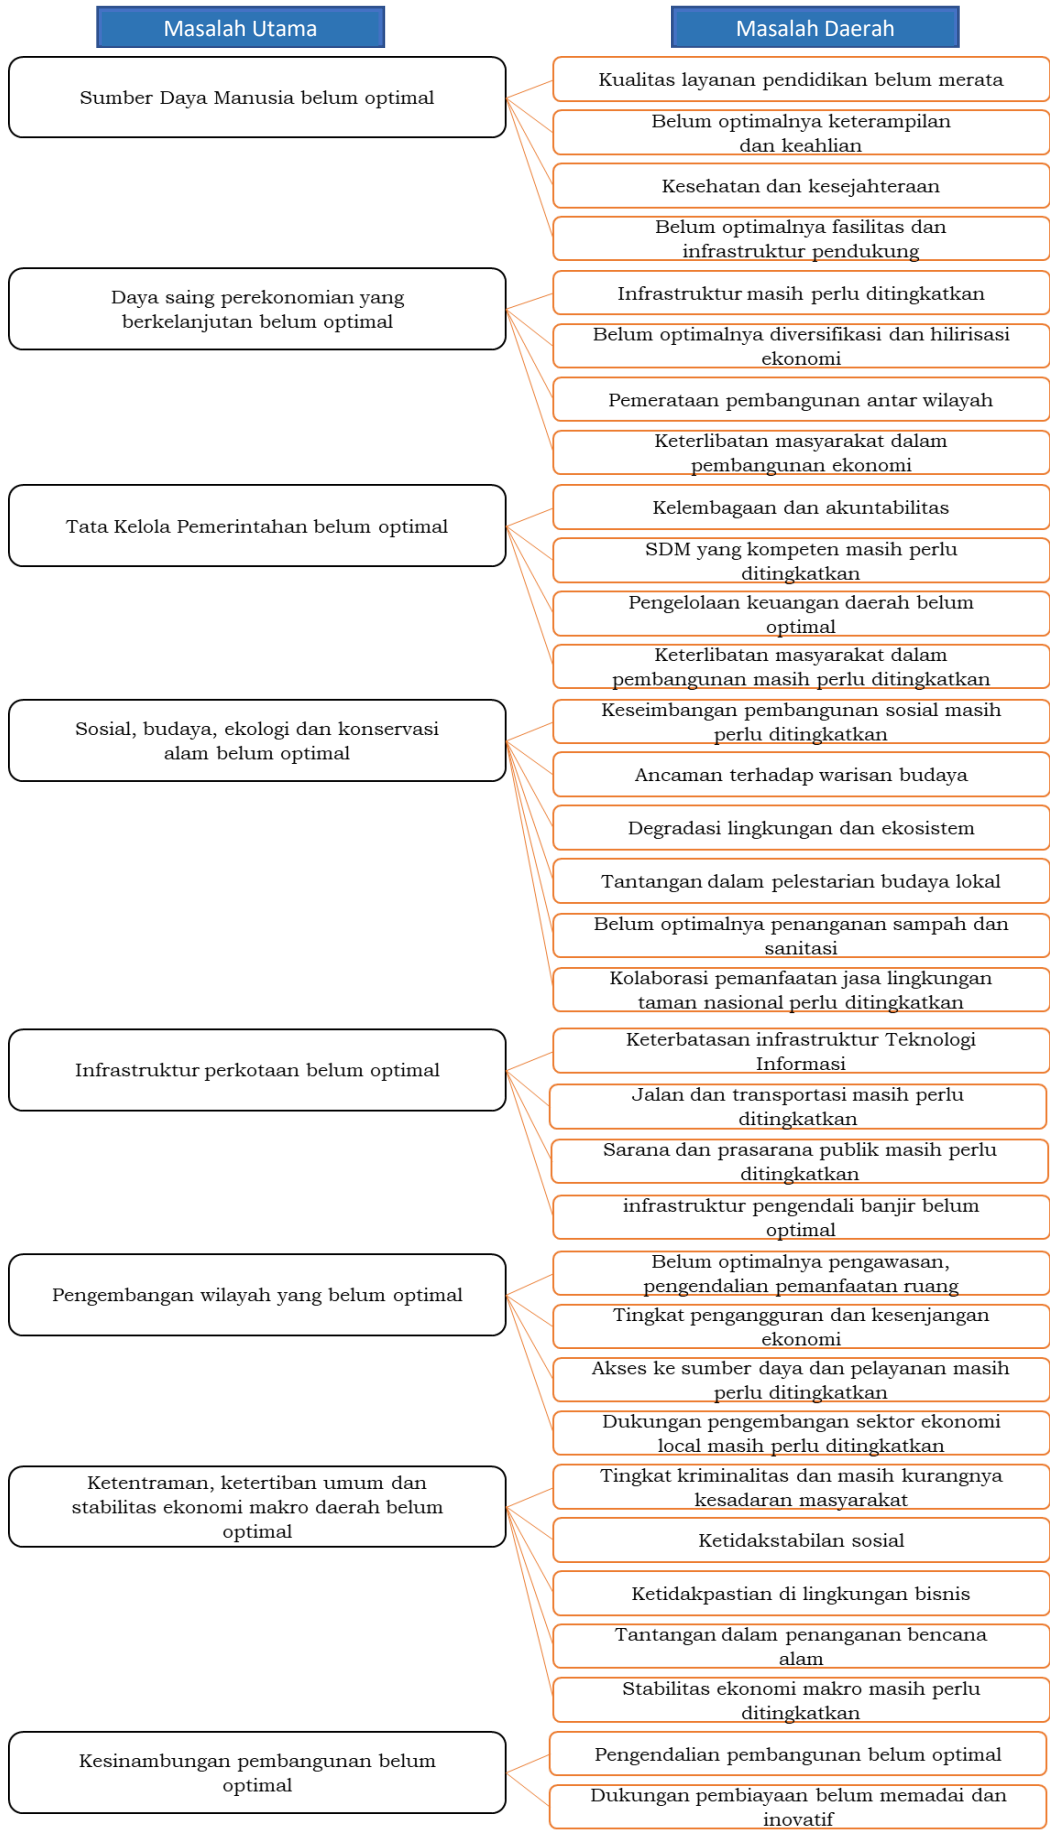 Masalah Utama
Masalah Daerah
Sumber Daya Manusia belum optimal
Kualitas layanan pendidikan belum merata
Belum optimalnya keterampilan
dan keahlian
Kesehatan dan kesejahteraan
Belum optimalnya fasilitas dan
infrastruktur pendukung
Daya saing perekonomian yang
berkelanjutan belum optimal
Infrastruktur masih perlu ditingkatkan
Belum optimalnya diversifikasi dan hilirisasi
ekonomi
Pemerataan pembangunan antar wilayah
Keterlibatan masyarakat dalam
pembangunan ekonomi
Tata Kelola Pemerintahan belum optimal
Kelembagaan dan akuntabilitas
SDM yang kompeten masih perlu
ditingkatkan
Pengelolaan keuangan daerah belum
optimal
Keterlibatan masyarakat dalam
pembangunan masih perlu ditingkatkan
Sosial, budaya, ekologi dan konservasi
alam belum optimal
Keseimbangan pembangunan sosial masih
perlu ditingkatkan
Ancaman terhadap warisan budaya
Degradasi lingkungan dan ekosistem
Tantangan dalam pelestarian budaya lokal
Belum optimalnya penanganan sampah dan
sanitasi
Kolaborasi pemanfaatan jasa lingkungan
taman nasional perlu ditingkatkan
Infrastruktur perkotaan belum optimal
Keterbatasan infrastruktur Teknologi
Informasi
Jalan dan transportasi masih perlu
ditingkatkan
Sarana dan prasarana publik masih perlu
ditingkatkan
infrastruktur pengendali banjir belum
optimal
Pengembangan wilayah yang belum optimal
Belum optimalnya pengawasan,
pengendalian pemanfaatan ruang
Tingkat pengangguran dan kesenjangan
ekonomi
Akses ke sumber daya dan pelayanan masih
perlu ditingkatkan
Dukungan pengembangan sektor ekonomi
local masih perlu ditingkatkan
Ketentraman, ketertiban umum dan
stabilitas ekonomi makro daerah belum
optimal
Tingkat kriminalitas dan masih kurangnya
kesadaran masyarakat
Ketidakstabilan sosial
Ketidakpastian di lingkungan bisnis
Tantangan dalam penanganan bencana
alam
Stabilitas ekonomi makro masih perlu
ditingkatkan
Kesinambungan pembangunan belum
optimal
Pengendalian pembangunan belum optimal
Dukungan pembiayaan belum memadai dan
inovatif